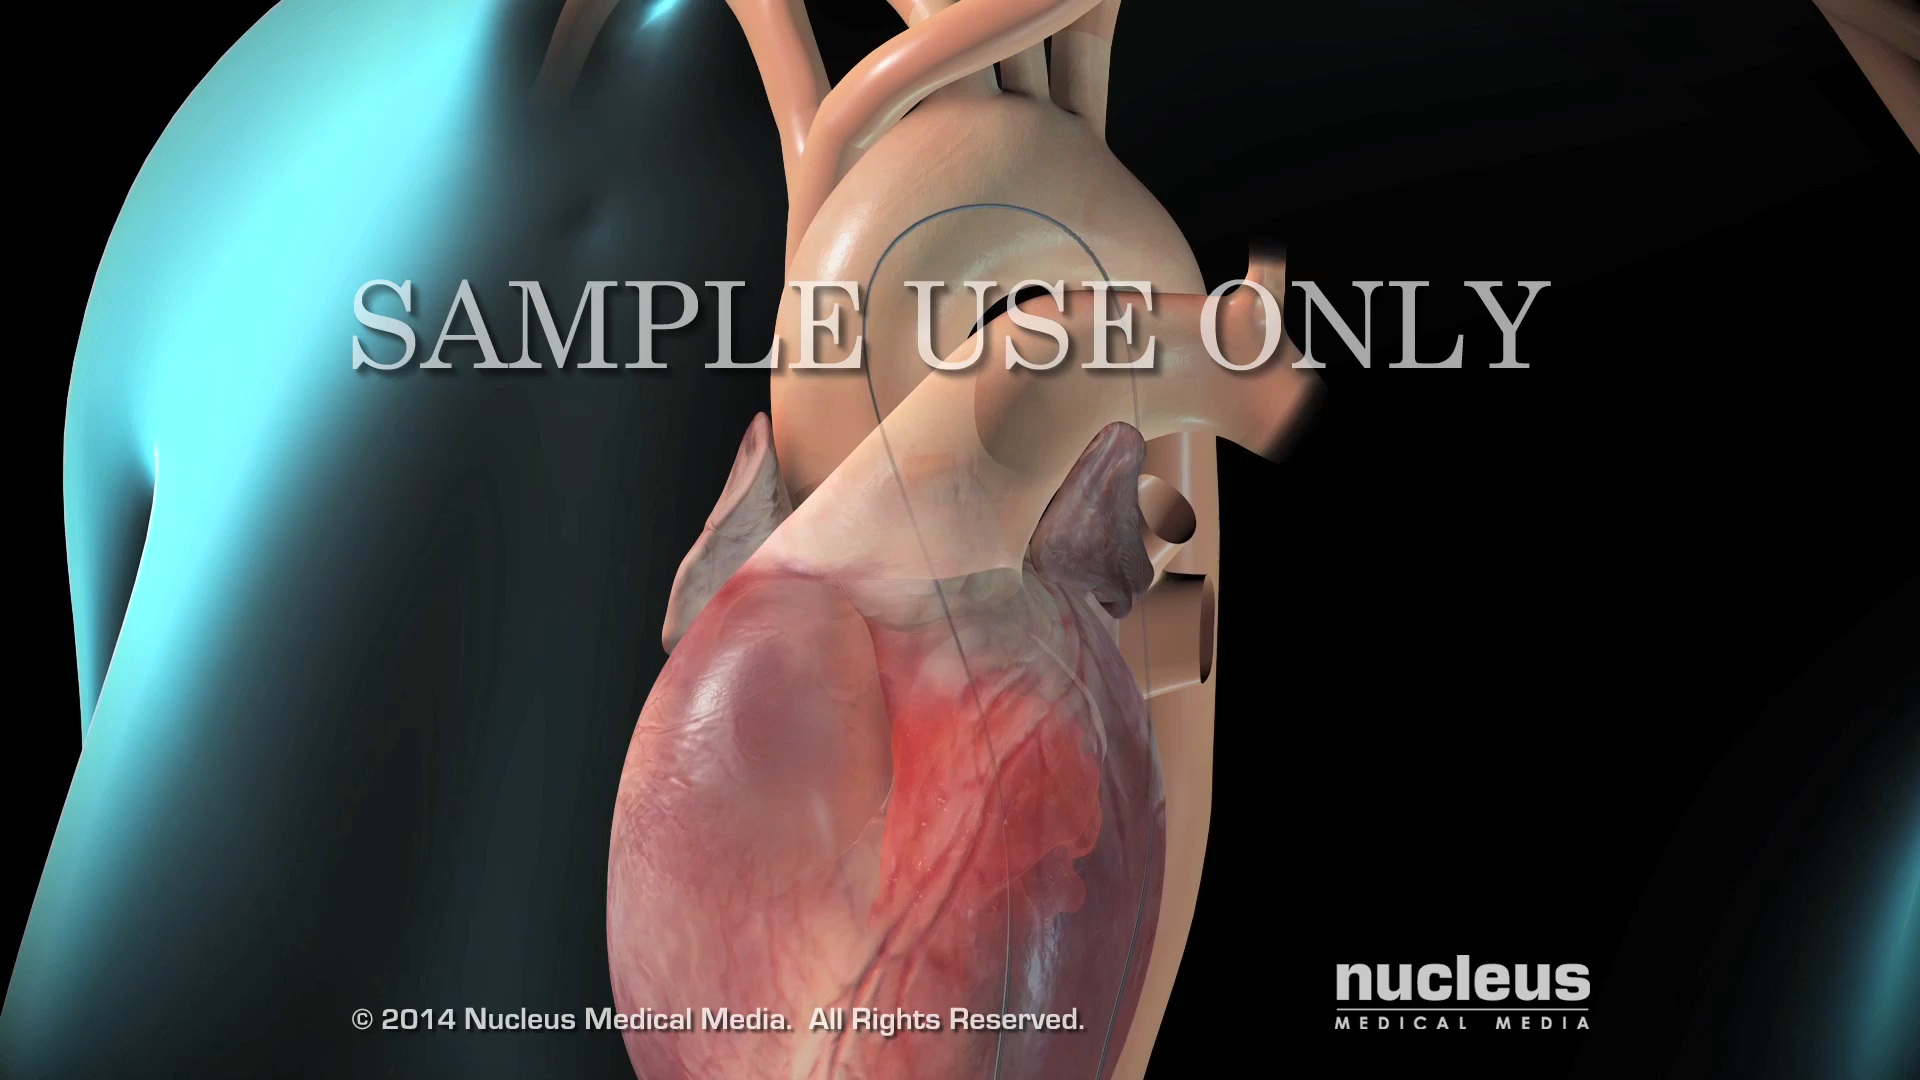 SAMPLE USE ONLY
© 2014 Nucleus Medical Media. All Rights Reserved.
nucleus
MEDICAL MEDIA